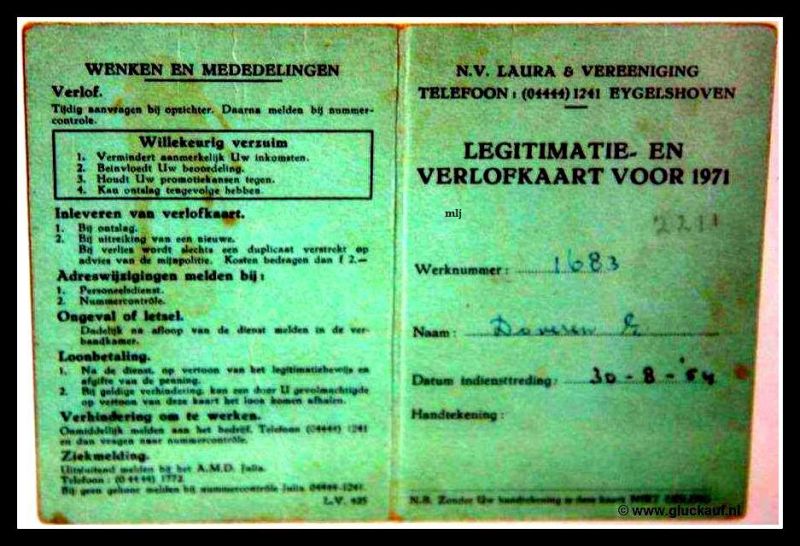 WENKEN EN MEDEDELINGEN
Verlof.
Tijdig aanvragen bij opzichter. Daarna melden bij nummer-
controle.
Willekeurig verzuim
1. Vermindert aanmerkelijk Uw inkomsten.
2. Beïnvloedt Uw beoordeling.
3. Houdt Uw promotiekansen tegen.
4. Kan ontslag tengevolge hebben.
Inleveren van verlofkaart.
1. Bij ontslag.
2. Bij uitreiking van een nieuwe.
Bij verlies wordt slechts een duplicaat verstrekt op
advies van de mijnpolitie. Kosten bedragen dan f 2.—
Adreswijzigingen melden bij:
1. Personeelsdienst.
2. Nummercontrôle.
Ongeval of letsel.
Dadelijk na afloop van de dienst melden in de ver-
bandkamer.
Loonbetaling.
1. Na de dienst, op vertoon van het legitimatiebewijs en
afgifte van de penning.
2. Bij geldige verhindering, kan een door U gevolmachtigde
op vertoon van deze kaart het loon komen afhalen.
Verhindering om te werken.
Onmiddellijk melden aan het bedrijf. Telefoon (04444) 1241
en dan vragen naar nummercontrôle.
Ziekmelding.
Uitsluitend melden bij het A.M.D. Julia.
Telefoon: (04444) 1772
Bij geen gehoor melden bij nummercontrôle Julia 04444-1241.
L.V. 425
N.V. LAURA & VEREENIGING
TELEFOON: (04444) 1241 EYGELSHOVEN
LEGITIMATIE- EN
VERLOFKAART VOOR 1971
mlj
2211
Werknummer: 1683
Naam: Doveren E
Datum indiensttreding: 30-8-'54
Handtekening:
N.B. Zonder Uw handtekening is deze kaart NIET GELDIG
© www.gluckauf.nl